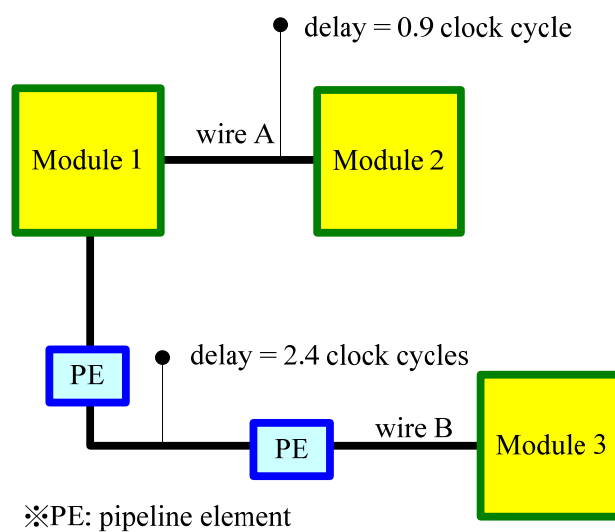 delay = 0.9 clock cycle
wire A
Module 1
Module 2
PE
delay = 2.4 clock cycles
PE
wire B
Module 3
※PE: pipeline element